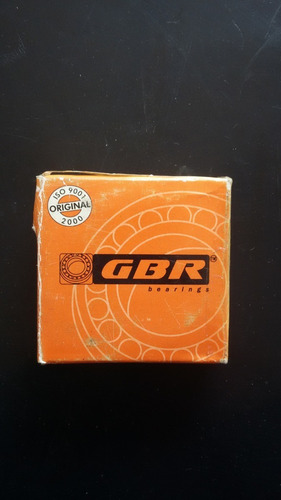 ISO 9001
ORIGINAL
2000
GBR
bearings